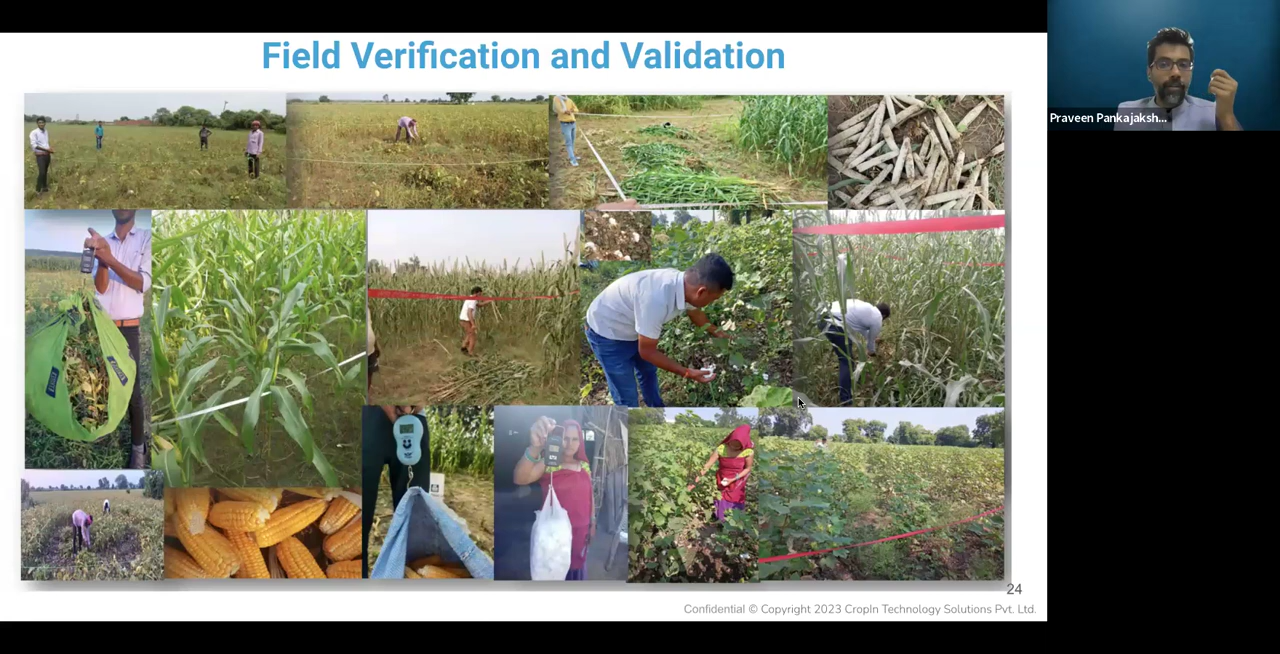 Field Verification and Validation
Praveen Pankajaksh...
24
Confidential © Copyright 2023 CropIn Technology Solutions Pvt. Ltd.